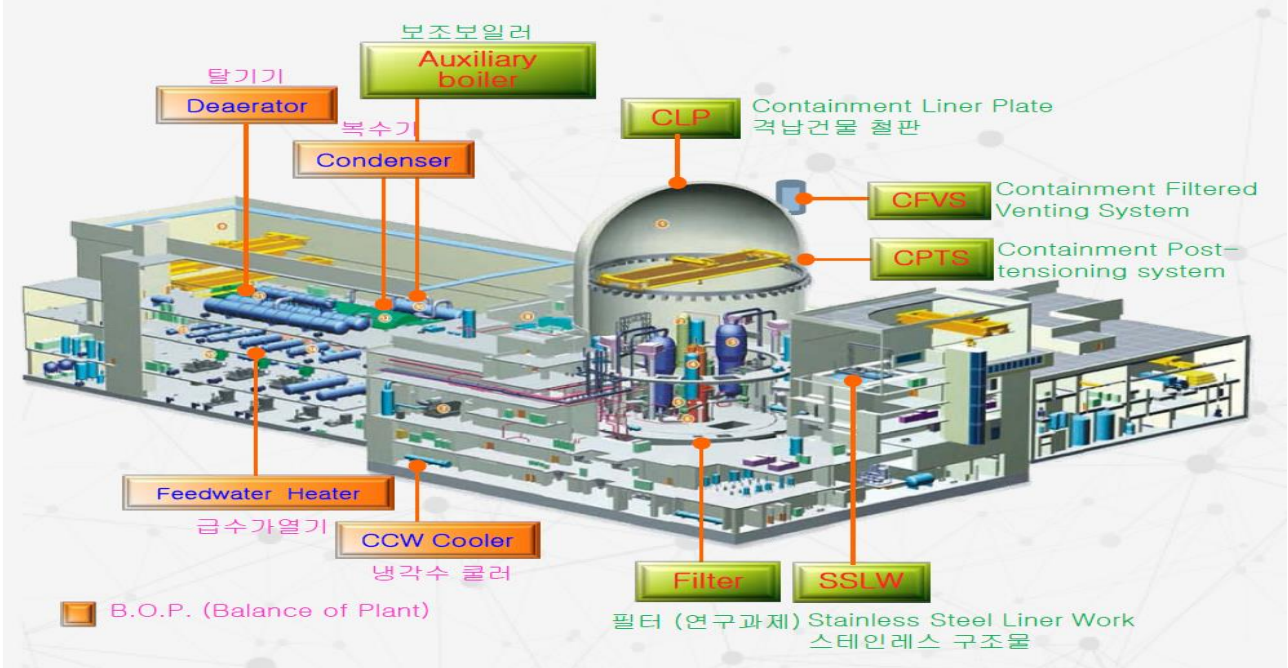 보조보일러
Auxiliary
boiler
탈기기
Deaerator
복수기
Condenser
CLP
Containment Liner Plate
격납건물 철판
CFVS
Containment Filtered
Venting System
CPTS
Containment Post-
tensioning system
Feedwater Heater
급수가열기
CCW Cooler
냉각수 쿨러
Filter
필터 (연구과제)
SSLW
Stainless Steel Liner Work
스테인레스 구조물
B.O.P. (Balance of Plant)